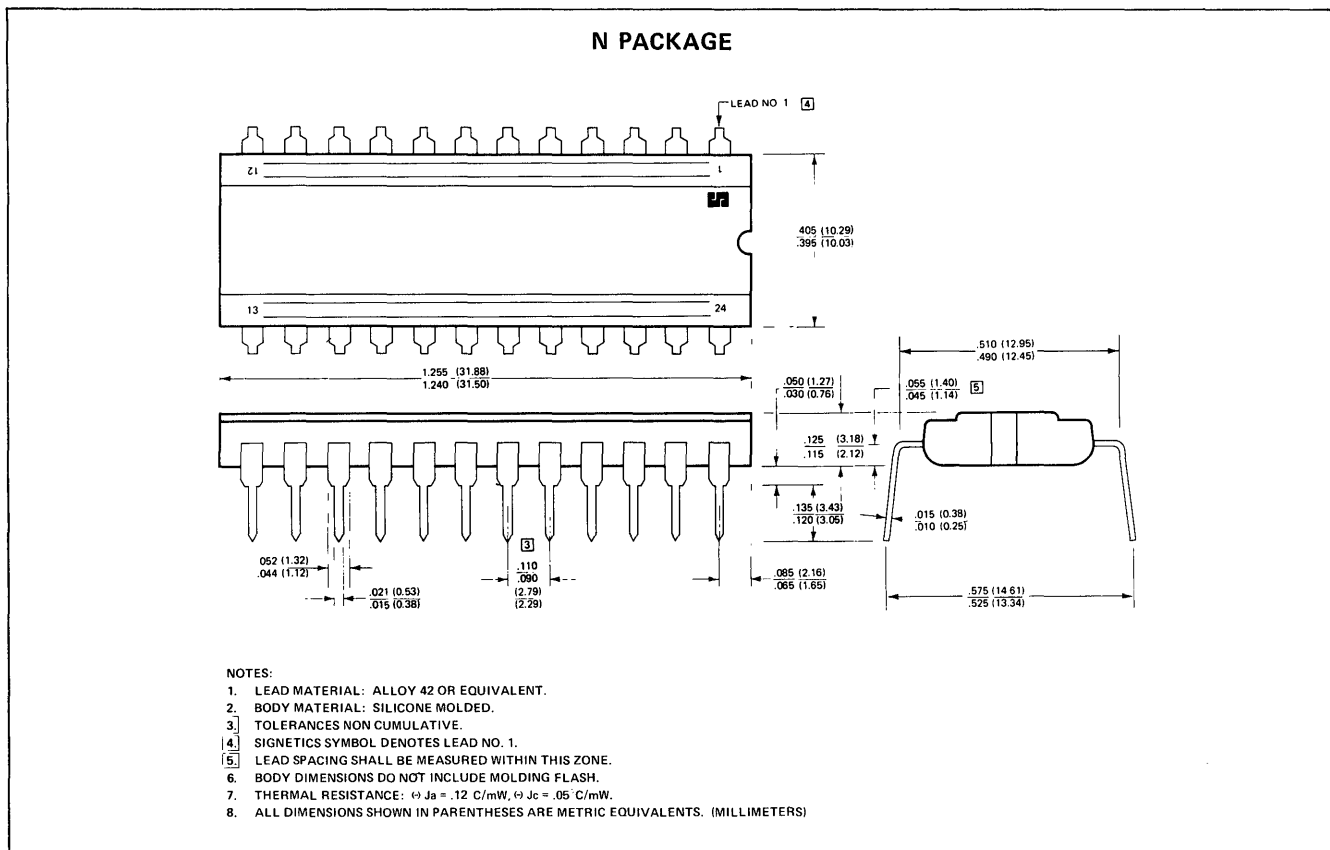 N PACKAGE
LEAD NO 1 4
12
1
13
24
.405 (10.29)
.395 (10.03)
1.255 (31.88)
1.240 (31.50)
.050 (1.27)
.030 (0.76)
.055 (1.40)
.045 (1.14)
5
.510 (12.95)
.490 (12.45)
.125 (3.18)
.115 (2.12)
.135 (3.43)
.120 (3.05)
.015 (0.38)
.010 (0.25)
052 (1.32)
.044 (1.12)
.021 (0.53)
.015 (0.38)
3
.110
.090
(2.79)
(2.29)
.085 (2.16)
.065 (1.65)
.575 (14 61)
.525 (13.34)
NOTES:
1. LEAD MATERIAL: ALLOY 42 OR EQUIVALENT.
2. BODY MATERIAL: SILICONE MOLDED.
3. TOLERANCES NON CUMULATIVE.
4. SIGNETICS SYMBOL DENOTES LEAD NO. 1.
5. LEAD SPACING SHALL BE MEASURED WITHIN THIS ZONE.
6. BODY DIMENSIONS DO NOT INCLUDE MOLDING FLASH.
7. THERMAL RESISTANCE: Θ Ja = .12 C/mW, Θ Jc = .05 C/mW.
8. ALL DIMENSIONS SHOWN IN PARENTHESES ARE METRIC EQUIVALENTS. (MILLIMETERS)